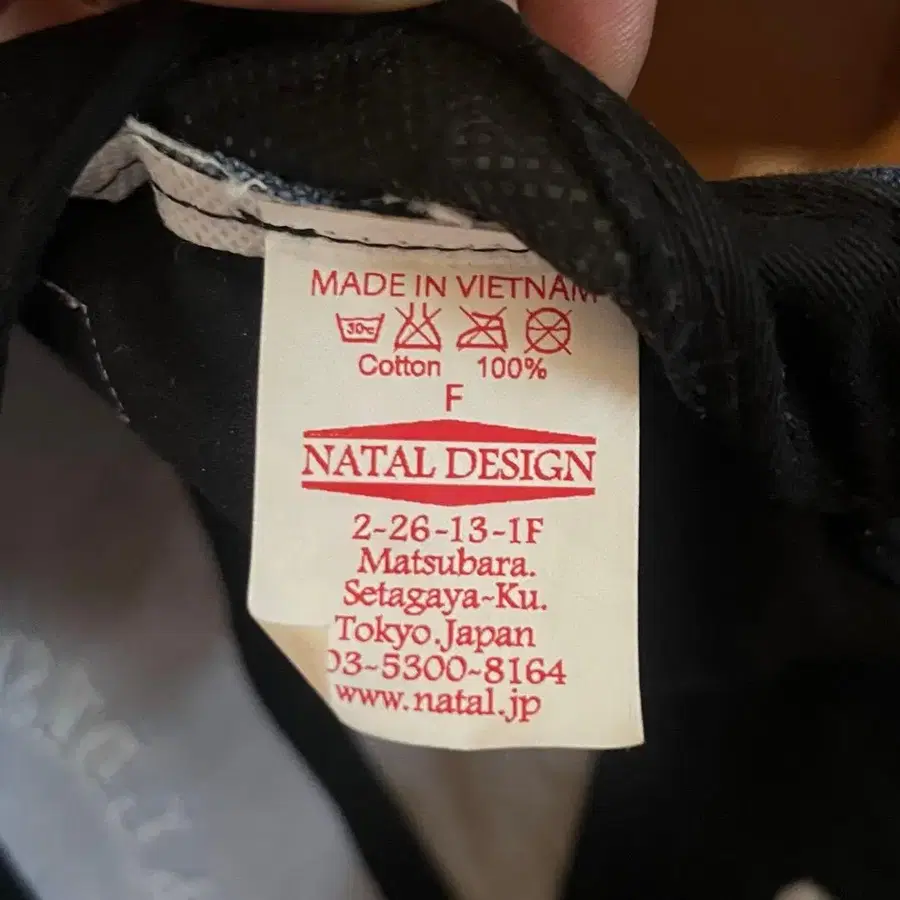 MADE IN VIETNAM
30c
Cotton 100%
F
NATAL DESIGN
2-26-13-1F
Matsubara.
Setagaya-Ku.
Tokyo.Japan
03-5300-8164
www.natal.jp